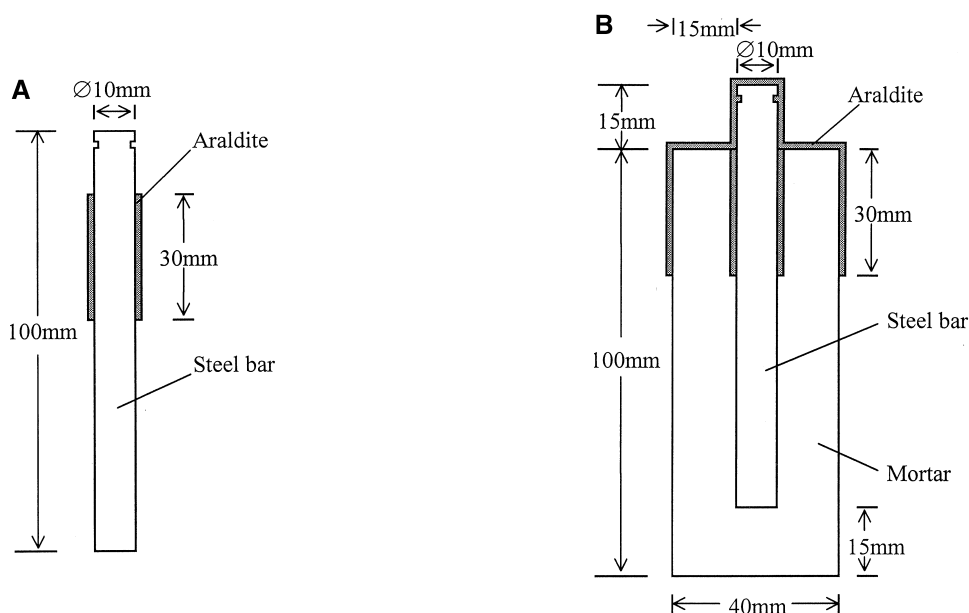 A
∅10mm
Araldite
30mm
100mm
Steel bar
B
15mm
∅10mm
Araldite
15mm
30mm
Steel bar
100mm
Mortar
15mm
40mm